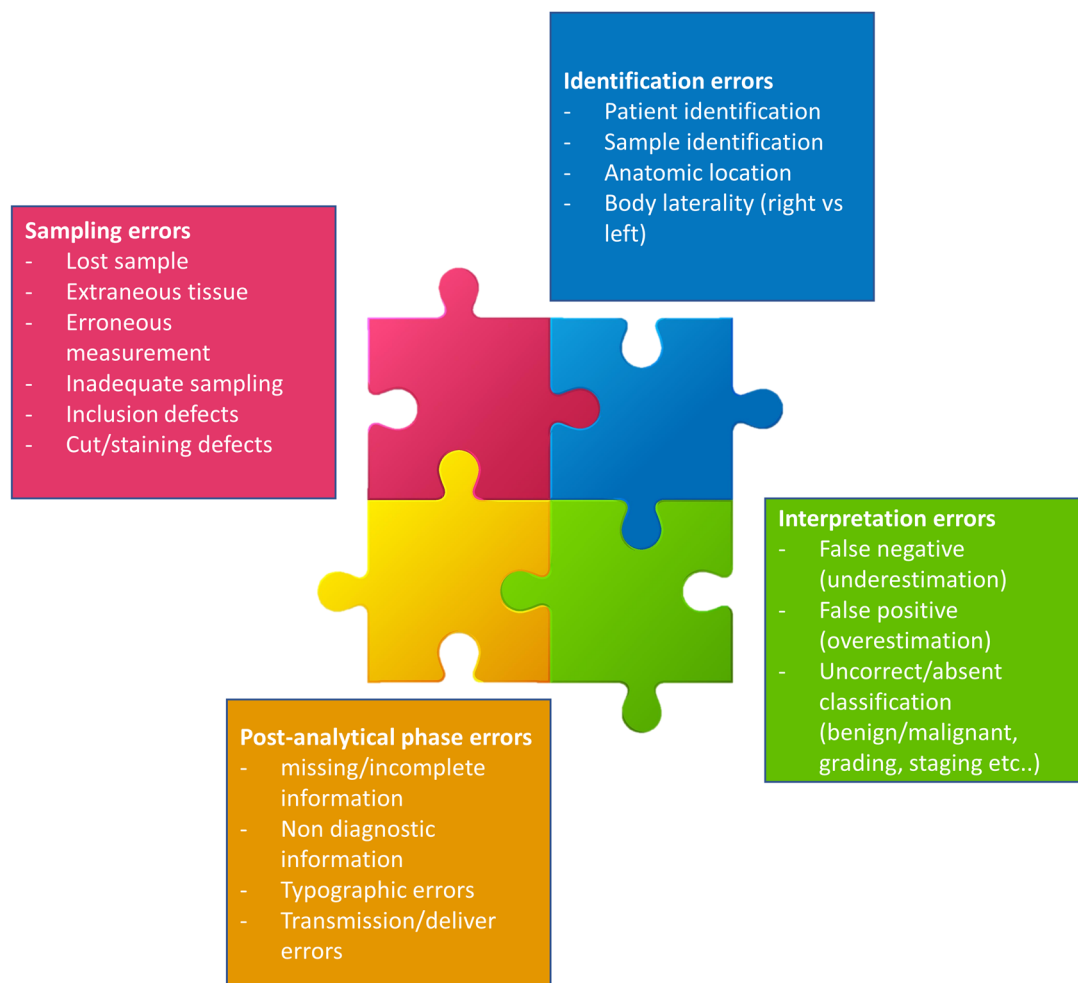 Identification errors
- Patient identification
- Sample identification
- Anatomic location
- Body laterality (right vs
left)
Sampling errors
- Lost sample
- Extraneous tissue
- Erroneous
measurement
- Inadequate sampling
- Inclusion defects
- Cut/staining defects
Interpretation errors
- False negative
(underestimation)
- False positive
(overestimation)
- Uncorrect/absent
classification
(benign/malignant,
grading, staging etc..)
Post-analytical phase errors
- missing/incomplete
information
- Non diagnostic
information
- Typographic errors
- Transmission/deliver
errors